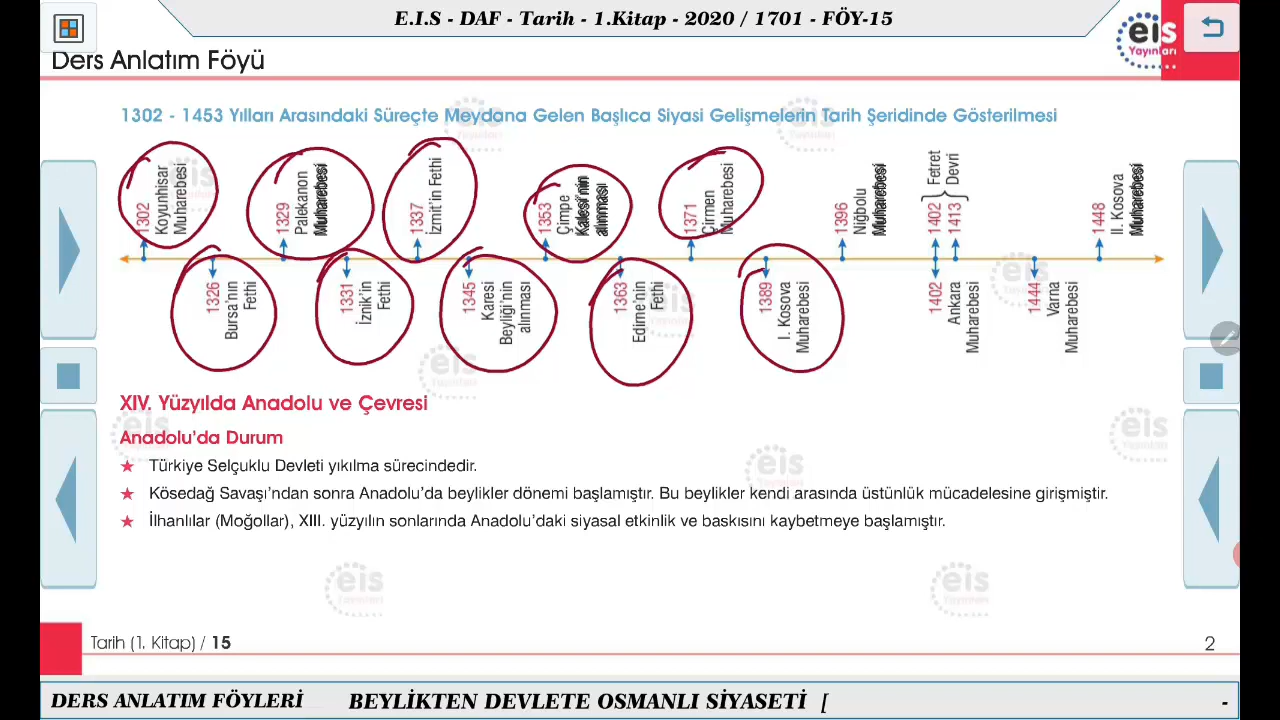 E.I.S - DAF - Tarih - 1.Kitap - 2020 / 1701 - FÖY-15
eis
Yayınları
Ders Anlatım Föyü
1302 - 1453 Yılları Arasındaki Süreçte Meydana Gelen Başlıca Siyasi Gelişmelerin Tarih Şeridinde Gösterilmesi
1302
Koyunhisar
Muharebesi
1329
Palekanon
Muharebesi
1337
İzmit'in Fethi
1353
Çimpe
Kalesi'nin
alınması
1371
Çirmen
Muharebesi
1396
Niğbolu
Muharebesi
1402
1413
Fetret
Devri
1448
II. Kosova
Muharebesi
1326
Bursa'nın
Fethi
1331
İznik'in
Fethi
1345
Karesi
Beyliği'nin
alınması
1363
Edirne'nin
Fethi
1389
I. Kosova
Muharebesi
1402
Ankara
Muharebesi
1444
Varna
Muharebesi
XIV. Yüzyılda Anadolu ve Çevresi
Anadolu'da Durum
★ Türkiye Selçuklu Devleti yıkılma sürecindedir.
★ Kösedağ Savaşı'ndan sonra Anadolu'da beylikler dönemi başlamıştır. Bu beylikler kendi arasında üstünlük mücadelesine girişmiştir.
★ İlhanlılar (Moğollar), XIII. yüzyılın sonlarında Anadolu'daki siyasal etkinlik ve baskısını kaybetmeye başlamıştır.
Tarih (1. Kitap) / 15
2
DERS ANLATIM FÖYLERİ BEYLİKTEN DEVLETE OSMANLI SİYASETİ [ -